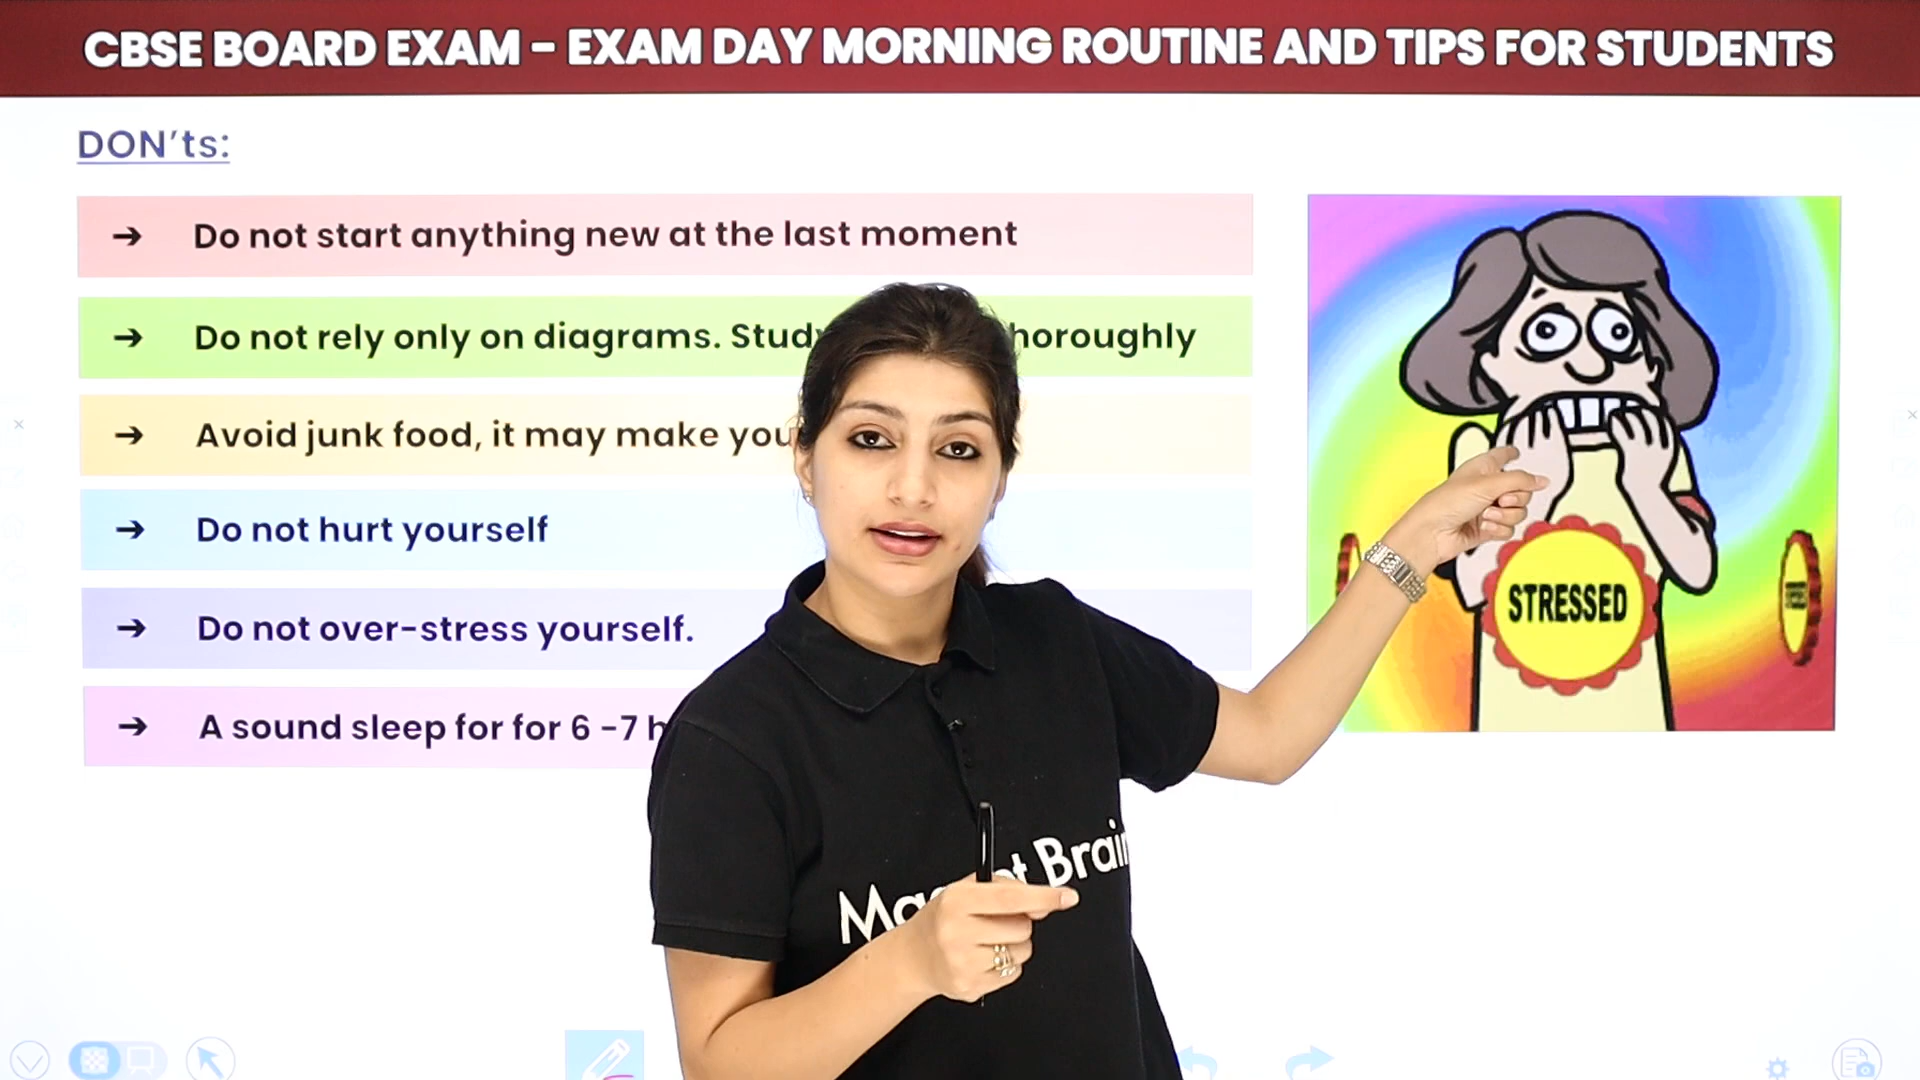 CBSE BOARD EXAM – EXAM DAY MORNING ROUTINE AND TIPS FOR STUDENTS
DON'ts:
➔ Do not start anything new at the last moment
➔ Do not rely only on diagrams. Study horoughly
➔ Avoid junk food, it may make you
➔ Do not hurt yourself
➔ Do not over-stress yourself.
➔ A sound sleep for for 6 -7 h
STRESSED
Brain